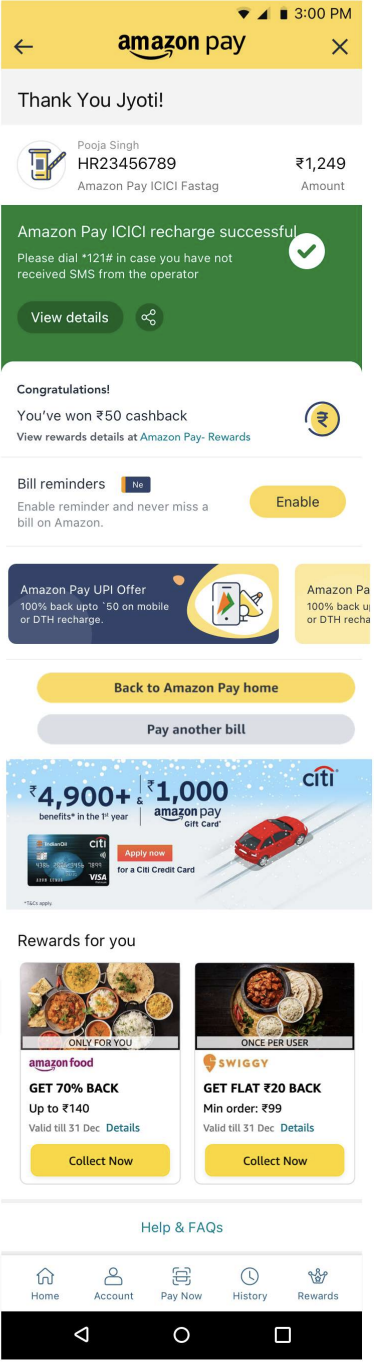 3:00 PM
amazon pay
Thank You Jyoti!
Pooja Singh
HR23456789
₹1,249
Amazon Pay ICICI Fastag
Amount
Amazon Pay ICICI recharge successful
Please dial *121# in case you have not
received SMS from the operator
View details
Congratulations!
You've won ₹50 cashback
View rewards details at Amazon Pay- Rewards
Bill reminders
Ne
Enable reminder and never miss a
bill on Amazon.
Enable
Amazon Pay UPI Offer
100% back upto `50 on mobile
or DTH recharge.
Amazon Pa
100% back u
or DTH recha
Back to Amazon Pay home
Pay another bill
₹4,900+
benefits* in the 1st year
&
₹1,000
amazon pay
Gift Card*
citi
IndianOil
citi
VISA
Apply now
for a Citi Credit Card
*T&Cs apply.
Rewards for you
ONLY FOR YOU
amazon food
GET 70% BACK
Up to ₹140
Valid till 31 Dec Details
Collect Now
ONCE PER USER
SWIGGY
GET FLAT ₹20 BACK
Min order: ₹99
Valid till 31 Dec Details
Collect Now
Help & FAQs
Home
Account
Pay Now
History
Rewards